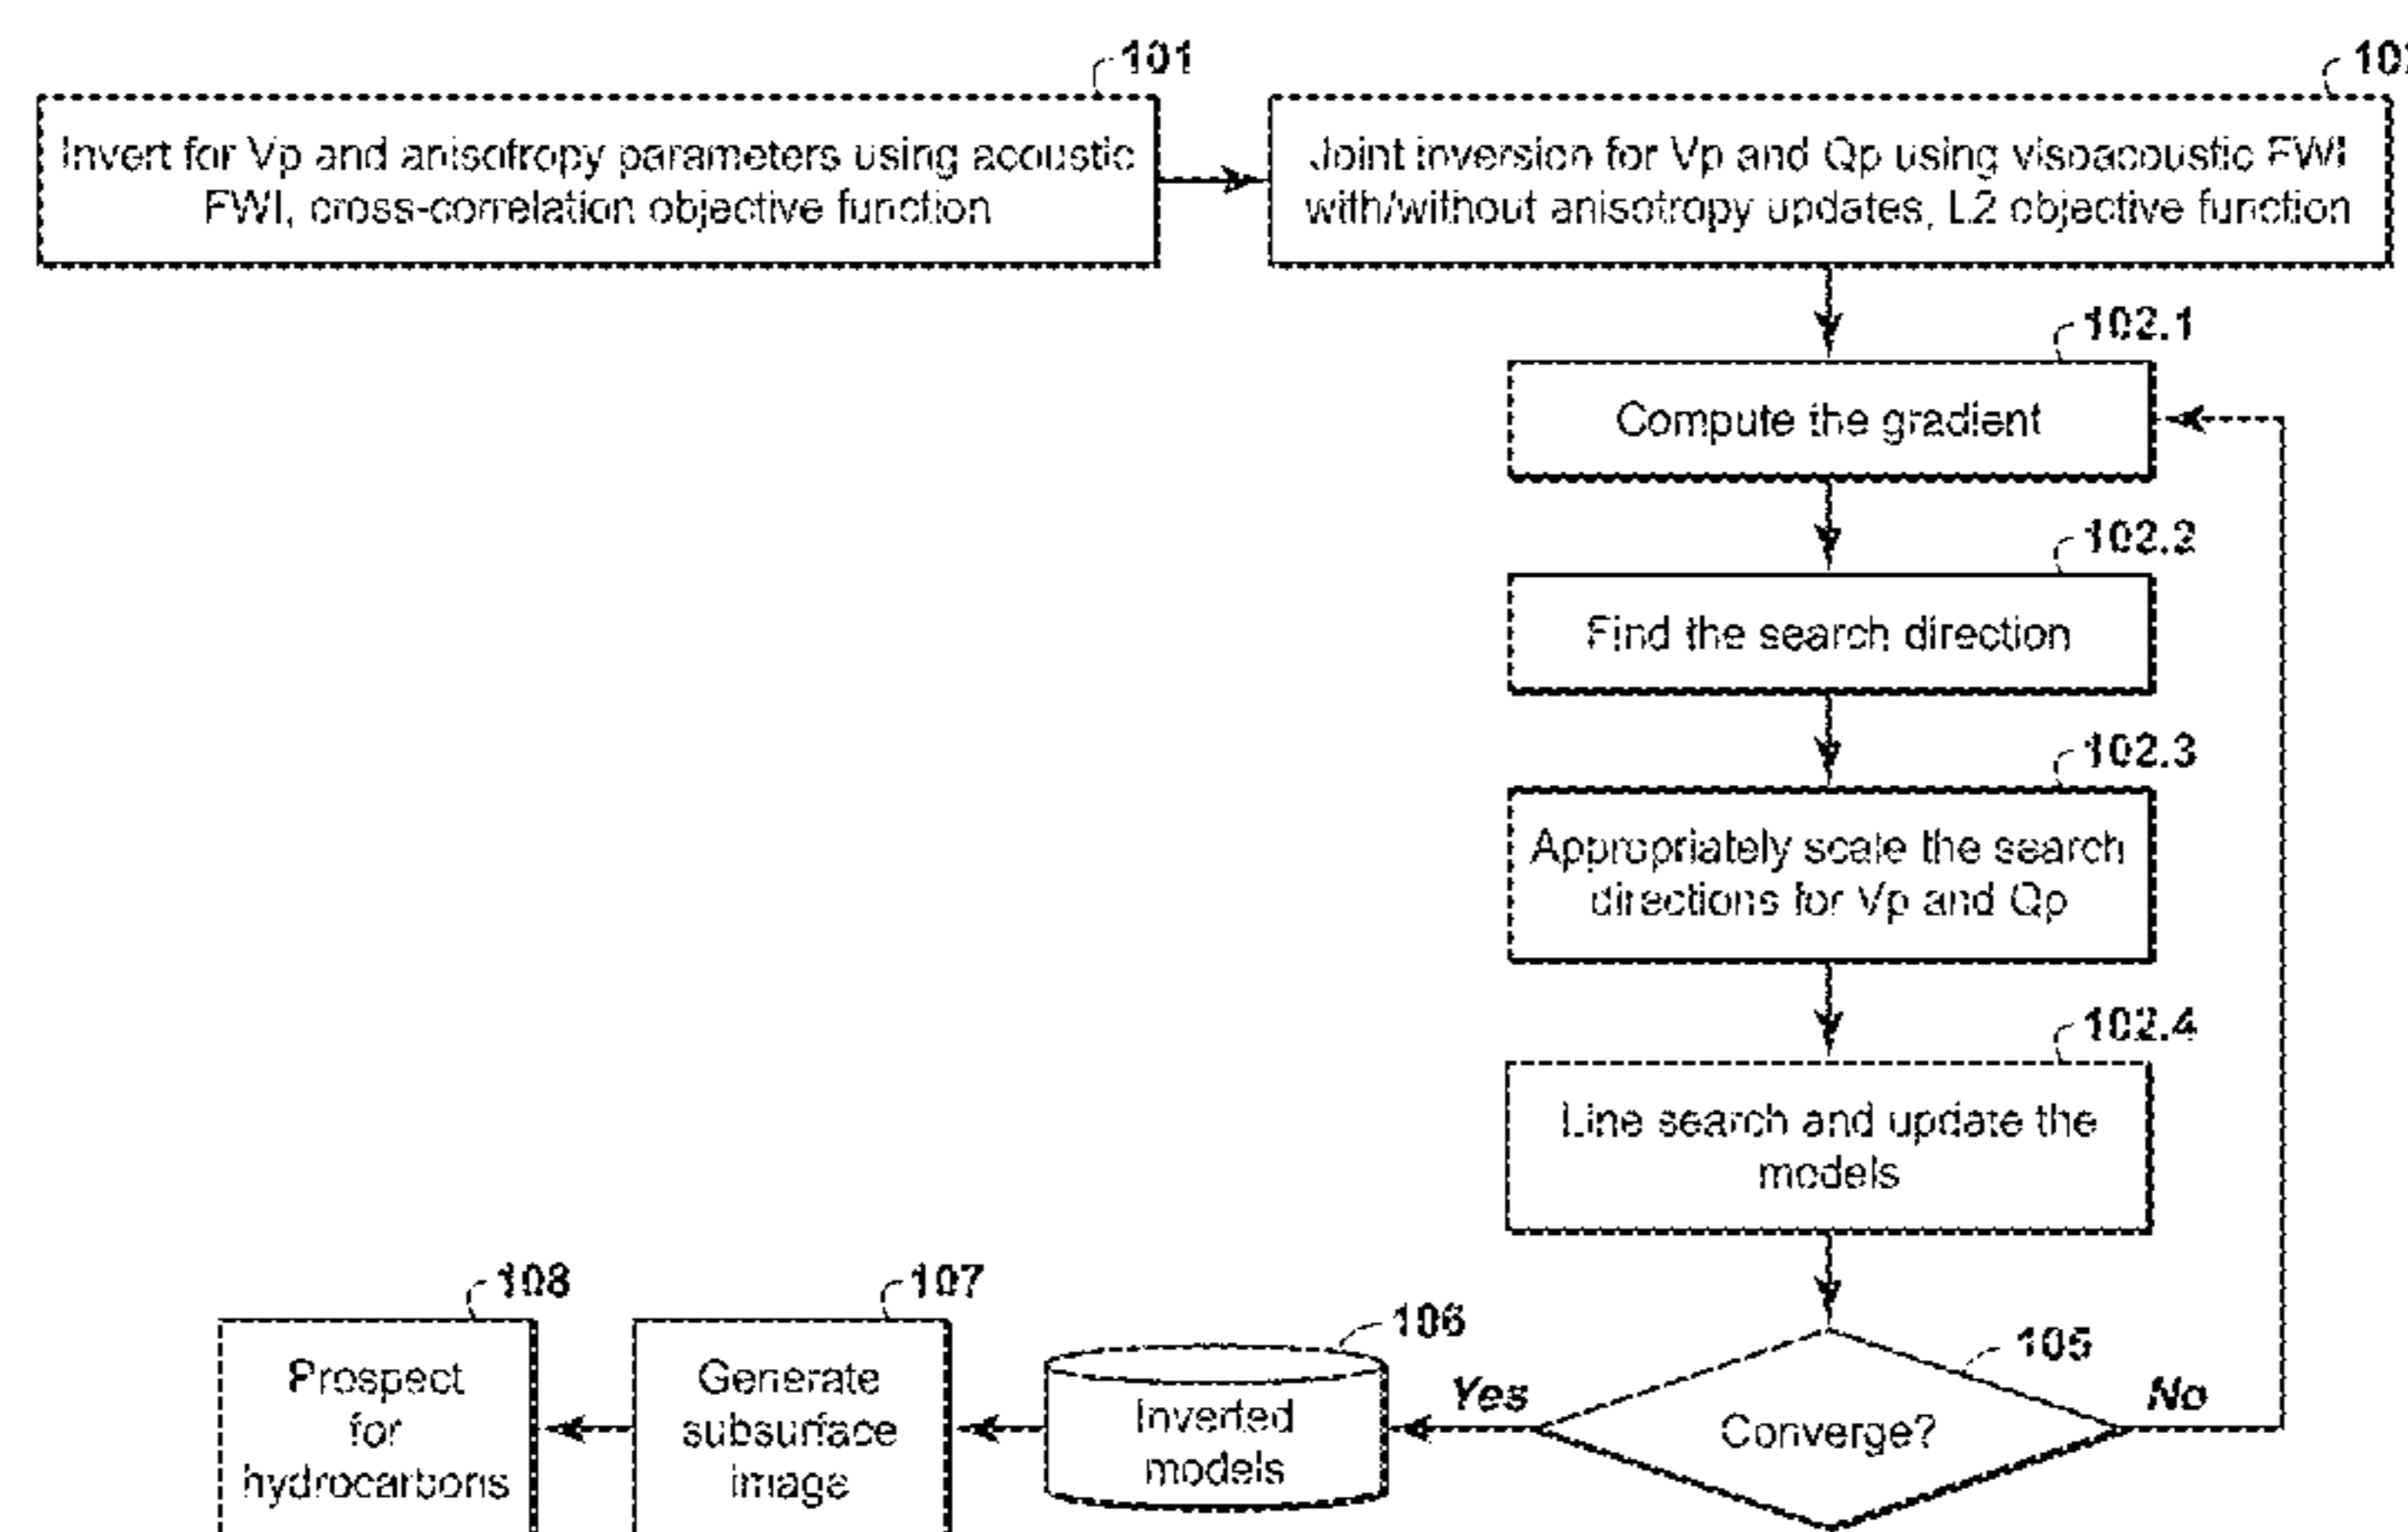 101
Invert for Vp and anisotropy parameters using acoustic
FWI, cross-correlation objective function
Joint inversion for Vp and Qp using visoacoustic FWI
with/without anisotropy updates, L2 objective function
102.1
Compute the gradient
102.2
Find the search direction
102.3
Appropriately scale the search
directions for Vp and Qp
102.4
Line search and update the
models
105
Converge?
No
Yes
106
Inverted
models
107
Generate
subsurface
image
108
Prospect
for
hydrocarbons